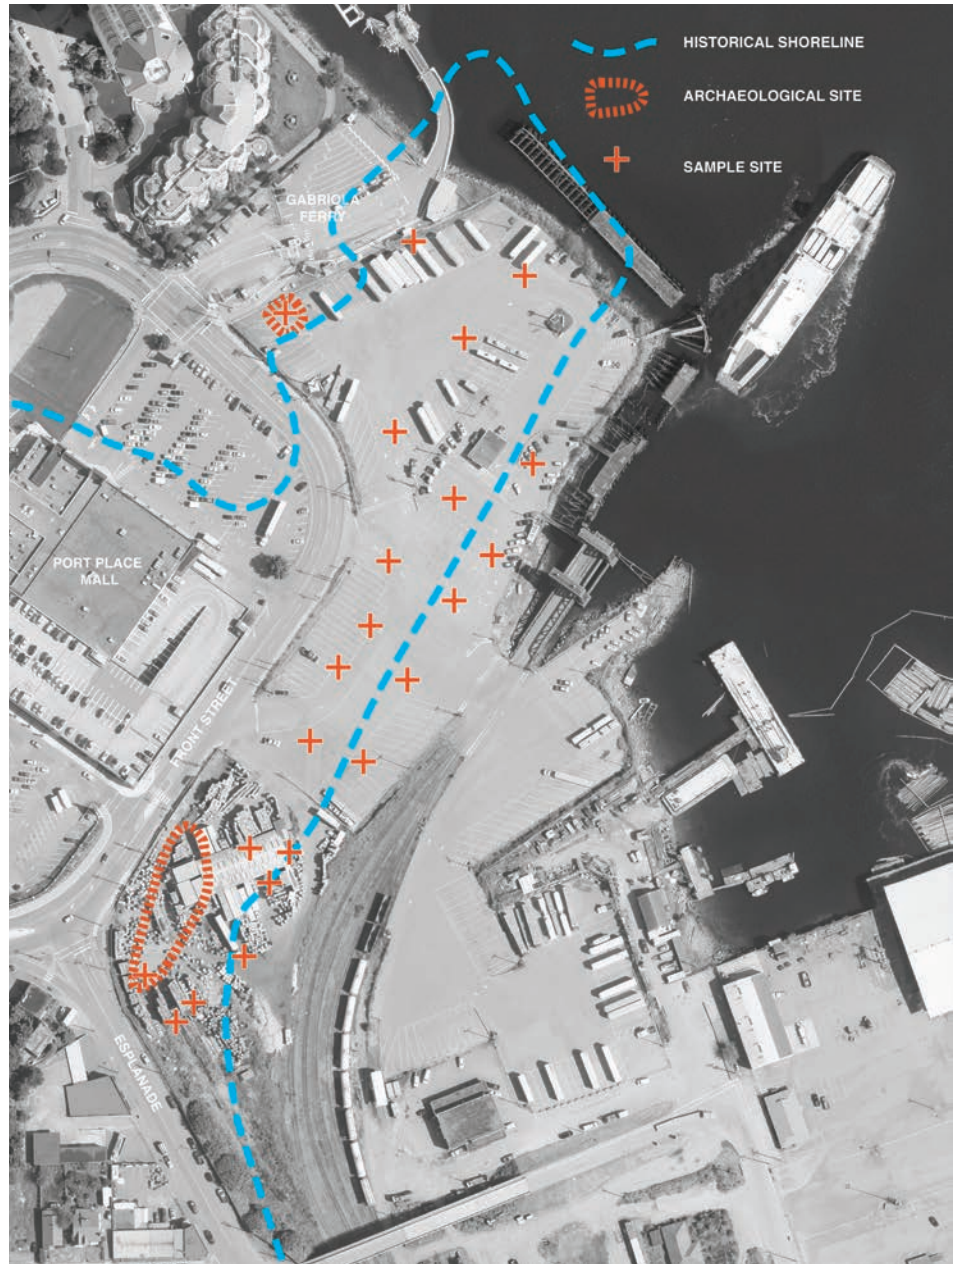 HISTORICAL SHORELINE
ARCHAEOLOGICAL SITE
SAMPLE SITE
GABRIOLA
FERRY
PORT PLACE
MALL
FRONT STREET
ESPLANADE